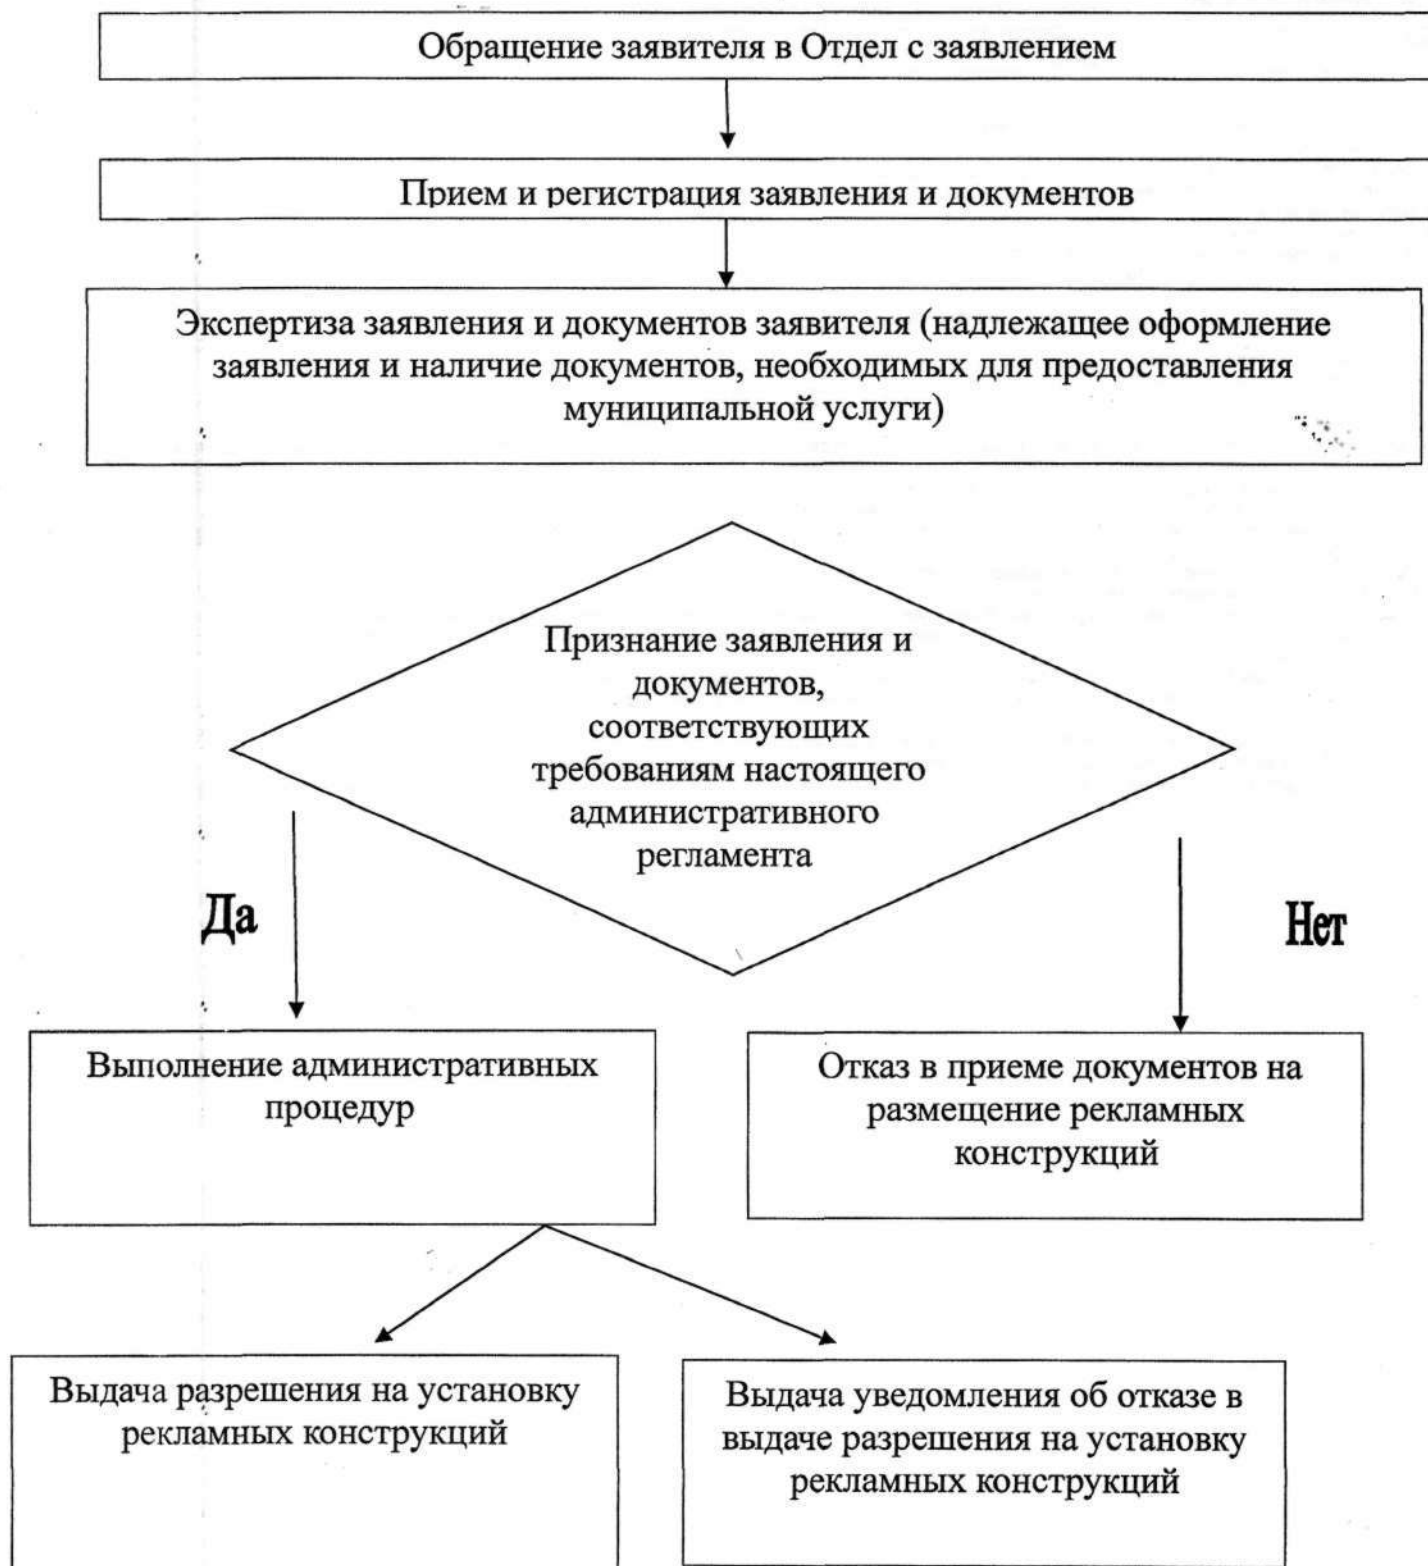 Обращение заявителя в Отдел с заявлением
Прием и регистрация заявления и документов
Экспертиза заявления и документов заявителя (надлежащее оформление
заявления и наличие документов, необходимых для предоставления
муниципальной услуги)
Признание заявления и
документов,
соответствующих
требованиям настоящего
административного
регламента
Да
Нет
Выполнение административных
процедур
Отказ в приеме документов на
размещение рекламных
конструкций
Выдача разрешения на установку
рекламных конструкций
Выдача уведомления об отказе в
выдаче разрешения на установку
рекламных конструкций